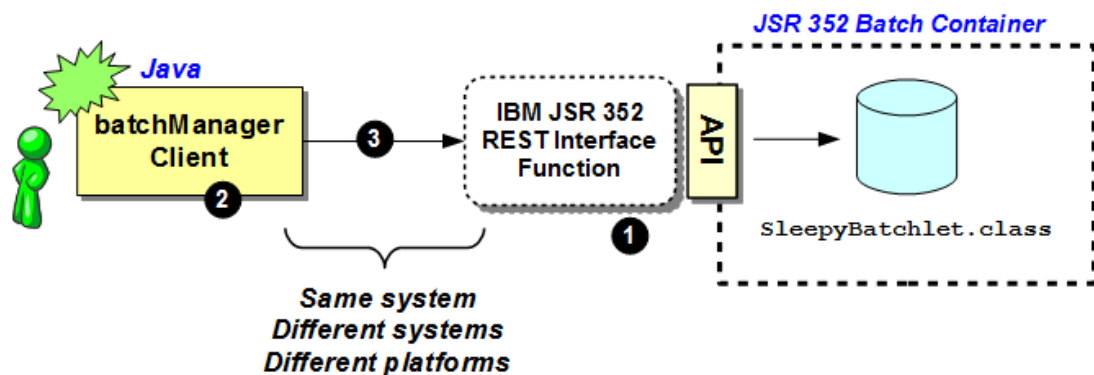 JSR 352 Batch Container
Java
batchManager
Client
2
3
IBM JSR 352
REST Interface
Function
1
API
SleepyBatchlet.class
Same system
Different systems
Different platforms